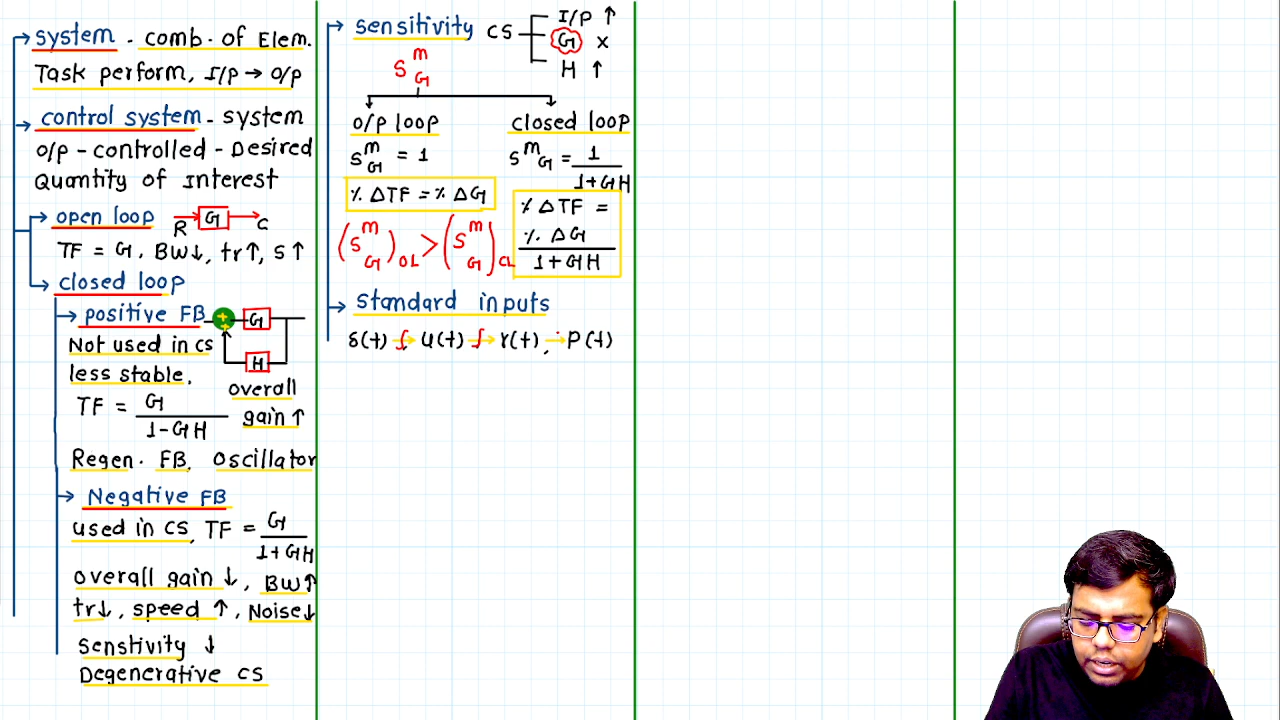 system - comb. of Elem.
Task perform, I/p → o/p
control system - system
o/p - controlled - Desired
Quantity of Interest
open loop R G C
TF = G, BW↓, tr↑, S↑
closed loop
positive FB + + G
Not used in cs H
less stable. overall
TF = G / 1-GH gain ↑
Regen. FB, Oscillator
Negative FB
used in cs, TF = G / 1+GH
overall gain ↓, BW↑
tr↓, speed ↑, Noise↓
Senstivity ↓
Degenerative cs
sensitivity CS I/P ↑
G x
H ↑
S^m_G
o/p loop
S^m_G = 1
% ΔTF = % ΔG
closed loop
S^m_G = 1 / 1+GH
% ΔTF =
% ΔG / 1+GH
(S^m_G)_OL > (S^m_G)_CL
standard inputs
δ(t) ∫→ u(t) →∫ r(t), → p(t)